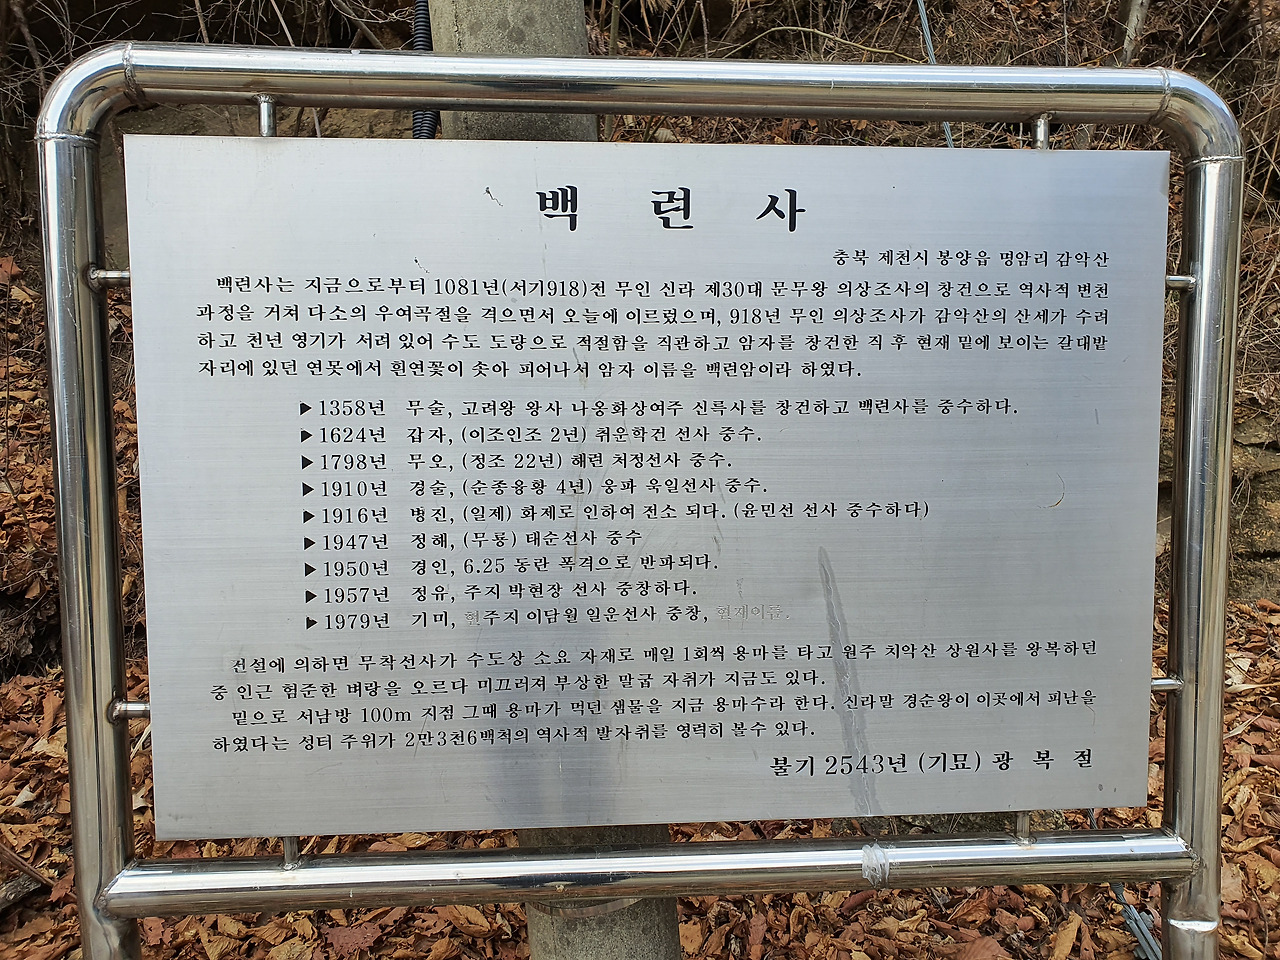 백 련 사
충북 제천시 봉양읍 명암리 감악산
백련사는 지금으로부터 1081년(서기918)전 무인 신라 제30대 문무왕 의상조사의 창건으로 역사적 변천
과정을 거쳐 다소의 우여곡절을 격으면서 오늘에 이르렀으며, 918년 무인 의상조사가 감악산의 산세가 수려
하고 천년 영기가 서려 있어 수도 도량으로 적절함을 직관하고 암자를 창건한 직 후 현재 밑에 보이는 갈대밭
자리에 있던 연못에서 흰연꽃이 솟아 피어나서 암자 이름을 백련암이라 하였다.
▶1358년 무술, 고려왕 왕사 나옹화상여주 신륵사를 창건하고 백련사를 중수하다.
▶1624년 갑자, (이조인조 2년) 취운학건 선사 중수.
▶1798년 무오, (정조 22년) 해련 처정선사 중수.
▶1910년 경술, (순종융황 4년) 웅파 욱일선사 중수.
▶1916년 병진, (일제) 화제로 인하여 전소 되다. (윤민선 선사 중수하다)
▶1947년 정해, (무룡) 태순선사 중수
▶1950년 경인, 6.25 동란 폭격으로 반파되다.
▶1957년 정유, 주지 박현장 선사 중창하다.
▶1979년 기미, 현주지 이담월 일운선사 중창, 현재이름.
전설에 의하면 무착선사가 수도상 소요 자재로 매일 1회씩 용마를 타고 원주 치악산 상원사를 왕복하던
중 인근 험준한 벼랑을 오르다 미끄러져 부상한 말굽 자취가 지금도 있다.
밑으로 서남방 100m 지점 그때 용마가 먹던 샘물을 지금 용마수라 한다. 신라말 경순왕이 이곳에서 피난을
하였다는 성터 주위가 2만3천6백척의 역사적 발자취를 영력히 볼수 있다.
불기 2543년 (기묘) 광 복 절